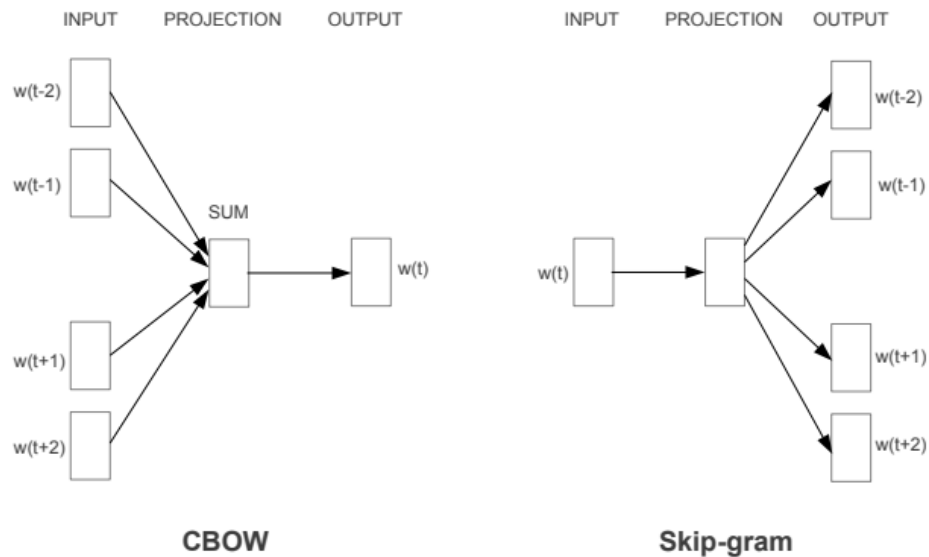 INPUT PROJECTION OUTPUT
w(t-2)
w(t-1)
SUM
w(t)
w(t+1)
w(t+2)
CBOW
INPUT PROJECTION OUTPUT
w(t-2)
w(t-1)
w(t)
w(t+1)
w(t+2)
Skip-gram